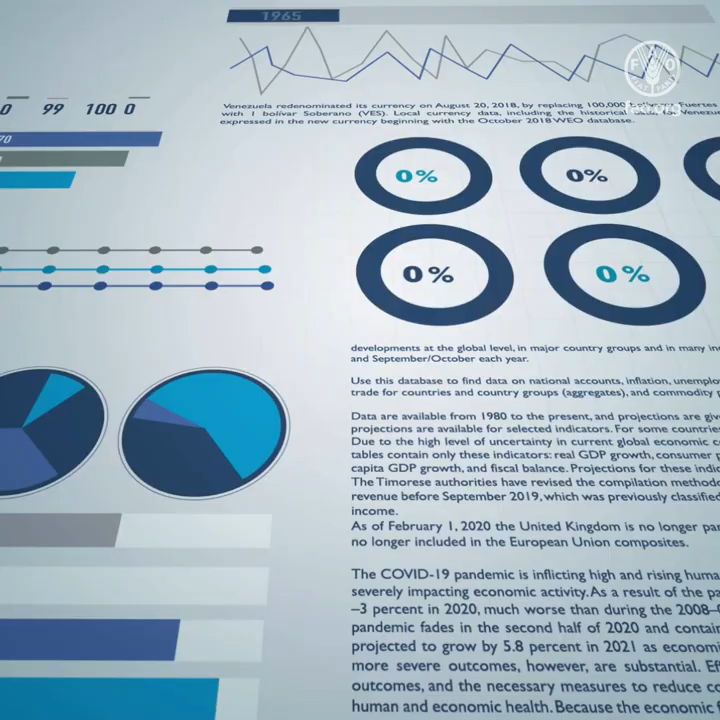 1965
0 99 100 0
70
Venezuela redenominated its currency on August 20, 2018, by replacing 100,000 Fuertes
with 1 bolívar Soberano (VES). Local currency data, including the historical for Venezu
expressed in the new currency beginning with the October 2018 WEO database.
FAO
0% 0%
0% 0%
developments at the global level, in major country groups and in many in
and September/October each year.
Use this database to find data on national accounts, inflation, unemplo
trade for countries and country groups (aggregates), and commodity p
Data are available from 1980 to the present, and projections are giv
projections are available for selected indicators. For some countries
Due to the high level of uncertainty in current global economic c
tables contain only these indicators: real GDP growth, consumer p
capita GDP growth, and fiscal balance. Projections for these indic
The Timorese authorities have revised the compilation methodo
revenue before September 2019, which was previously classified
income.
As of February 1, 2020 the United Kingdom is no longer par
no longer included in the European Union composites.
The COVID-19 pandemic is inflicting high and rising huma
severely impacting economic activity. As a result of the pa
–3 percent in 2020, much worse than during the 2008–0
pandemic fades in the second half of 2020 and contain
projected to grow by 5.8 percent in 2021 as economi
more severe outcomes, however, are substantial. Ef
outcomes, and the necessary measures to reduce co
human and economic health. Because the economic f